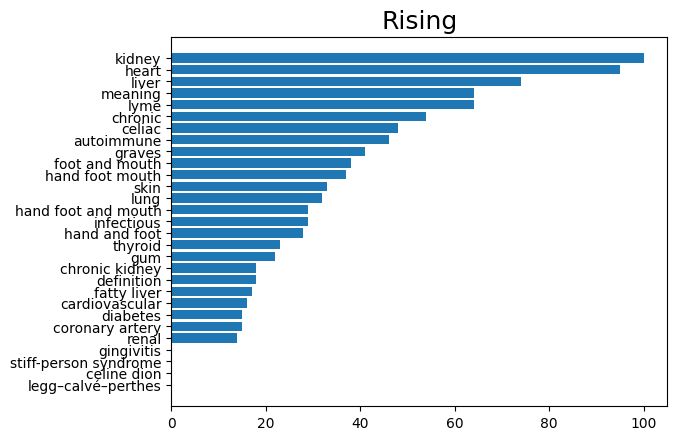 Rising
kidney
heart
liver
meaning
lyme
chronic
celiac
autoimmune
graves
foot and mouth
hand foot mouth
skin
lung
hand foot and mouth
infectious
hand and foot
thyroid
gum
chronic kidney
definition
fatty liver
cardiovascular
diabetes
coronary artery
renal
gingivitis
stiff-person syndrome
celine dion
legg–calvé–perthes
0 20 40 60 80 100